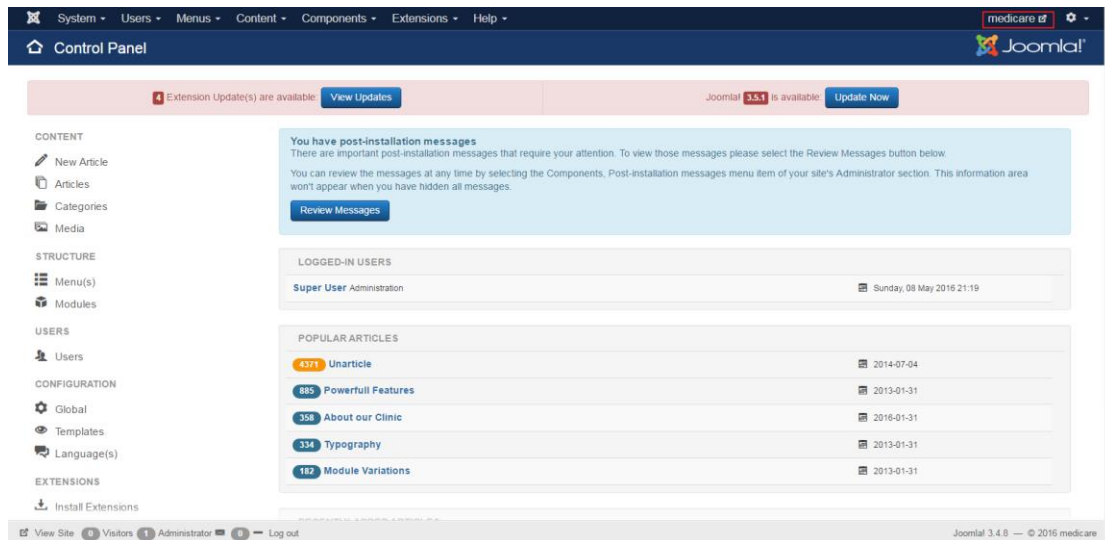 System Users Menus Content Components Extensions Help medicare
Control Panel Joomla!®
4 Extension Update(s) are available: View Updates Joomla! 3.5.1 is available: Update Now
CONTENT
New Article
Articles
Categories
Media
STRUCTURE
Menu(s)
Modules
USERS
Users
CONFIGURATION
Global
Templates
Language(s)
EXTENSIONS
Install Extensions
You have post-installation messages
There are important post-installation messages that require your attention. To view those messages please select the Review Messages button below.
You can review the messages at any time by selecting the Components, Post-installation messages menu item of your site's Administrator section. This information area
won't appear when you have hidden all messages.
Review Messages
LOGGED-IN USERS
Super User Administration Sunday, 08 May 2016 21:19
POPULAR ARTICLES
4371 Unarticle 2014-07-04
885 Powerfull Features 2013-01-31
358 About our Clinic 2016-01-31
334 Typography 2013-01-31
182 Module Variations 2013-01-31
View Site 0 Visitors 1 Administrator 0 Log out Joomla! 3.4.8 — © 2016 medicare